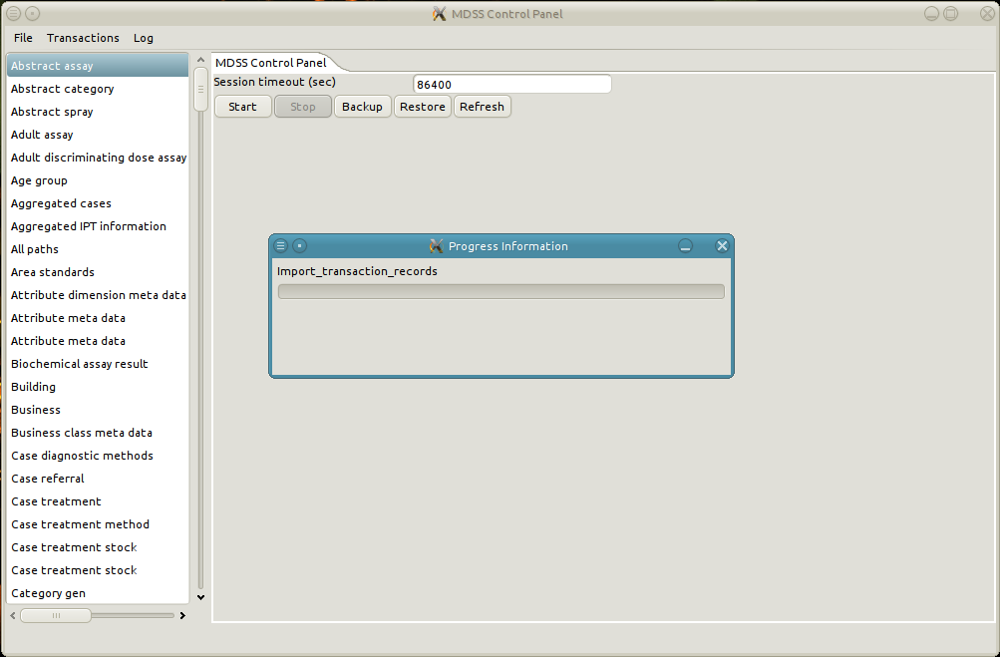 MDSS Control Panel
File Transactions Log
Abstract assay
Abstract category
Abstract spray
Adult assay
Adult discriminating dose assay
Age group
Aggregated cases
Aggregated IPT information
All paths
Area standards
Attribute dimension meta data
Attribute meta data
Attribute meta data
Biochemical assay result
Building
Business
Business class meta data
Case diagnostic methods
Case referral
Case treatment
Case treatment method
Case treatment stock
Case treatment stock
Category gen
MDSS Control Panel
Session timeout (sec) 86400
Start Stop Backup Restore Refresh
Progress Information
Import_transaction_records